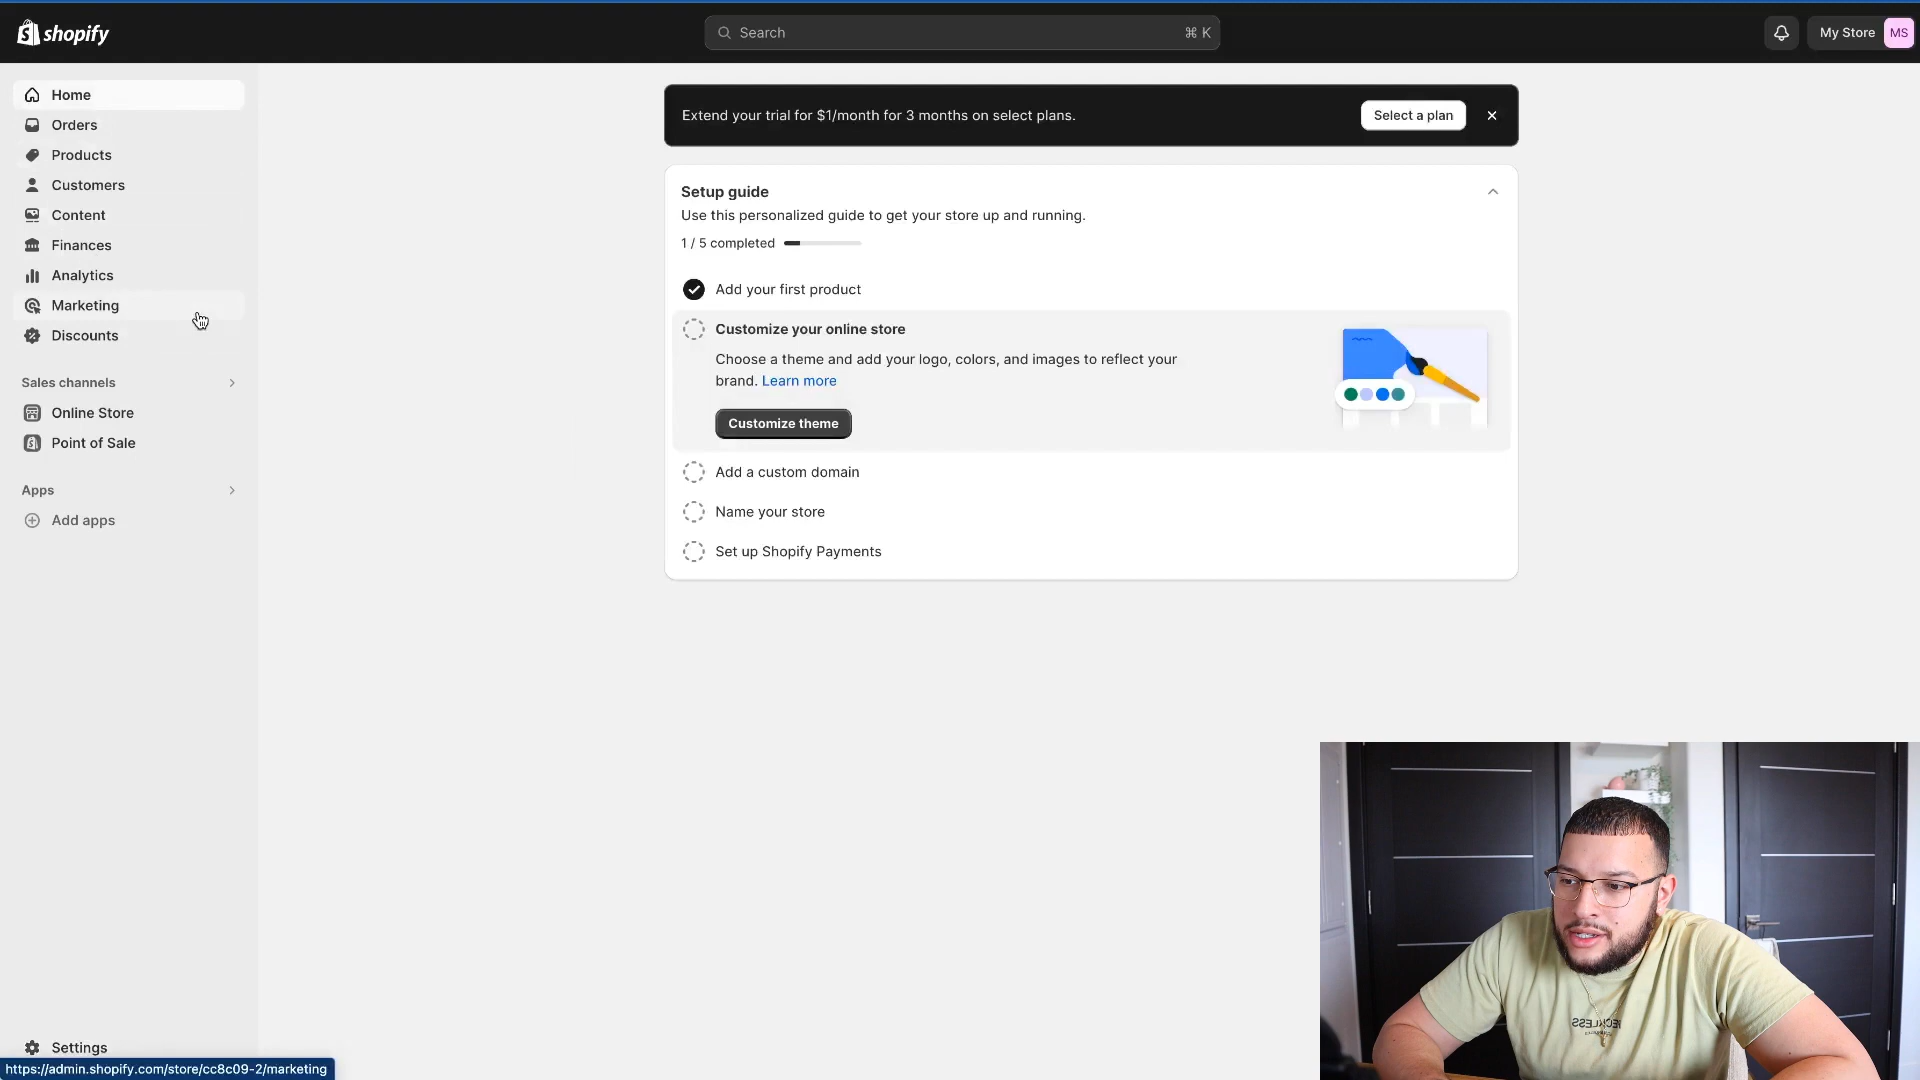 shopify
Search
⌘ K
My Store
MS
Home
Orders
Products
Customers
Content
Finances
Analytics
Marketing
Discounts
Sales channels
Online Store
Point of Sale
Apps
Add apps
Settings
https://admin.shopify.com/store/cc8c09-2/marketing
Extend your trial for $1/month for 3 months on select plans.
Select a plan
Setup guide
Use this personalized guide to get your store up and running.
1 / 5 completed
Add your first product
Customize your online store
Choose a theme and add your logo, colors, and images to reflect your
brand. Learn more
Customize theme
Add a custom domain
Name your store
Set up Shopify Payments